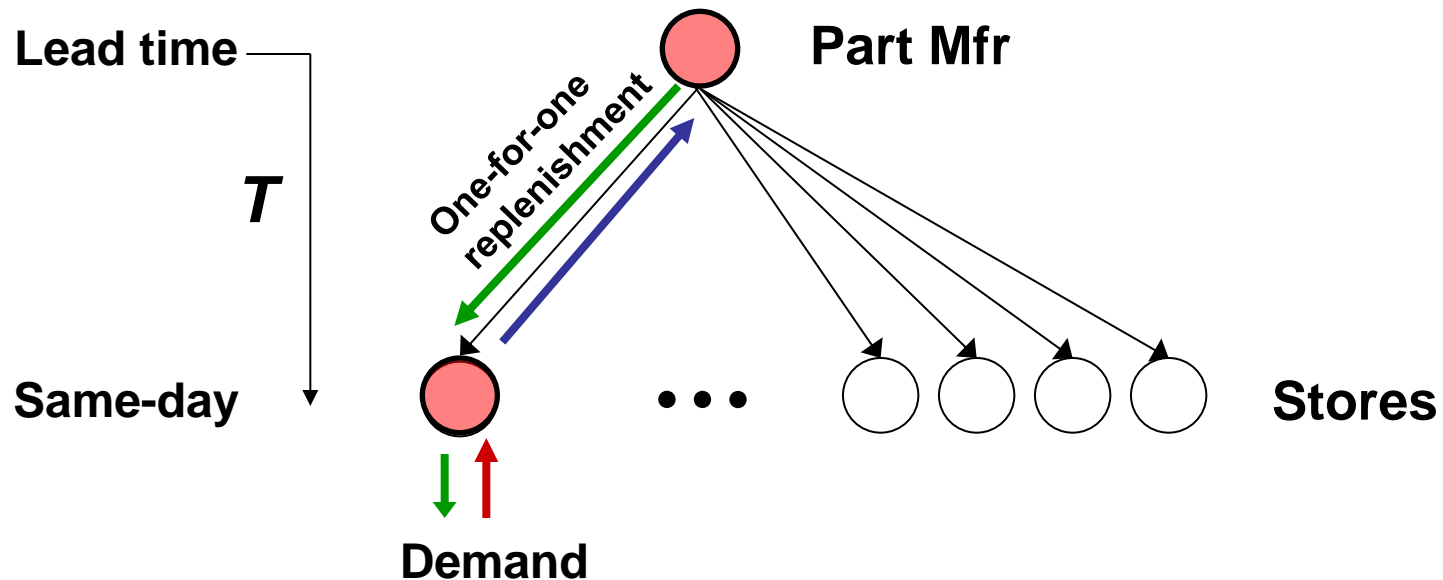 Lead time
Part Mfr
One-for-one
replenishment
T
Same-day
Stores
Demand